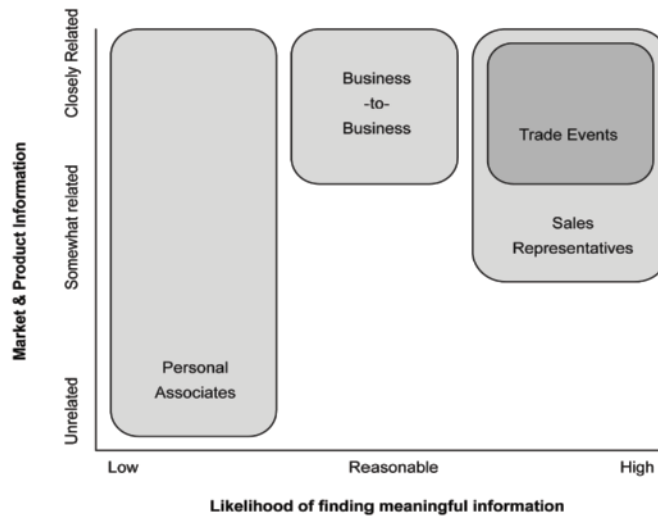 Market & Product Information
Closely Related
Somewhat related
Unrelated
Business
-to-
Business
Trade Events
Sales
Representatives
Personal
Associates
Low
Reasonable
High
Likelihood of finding meaningful information